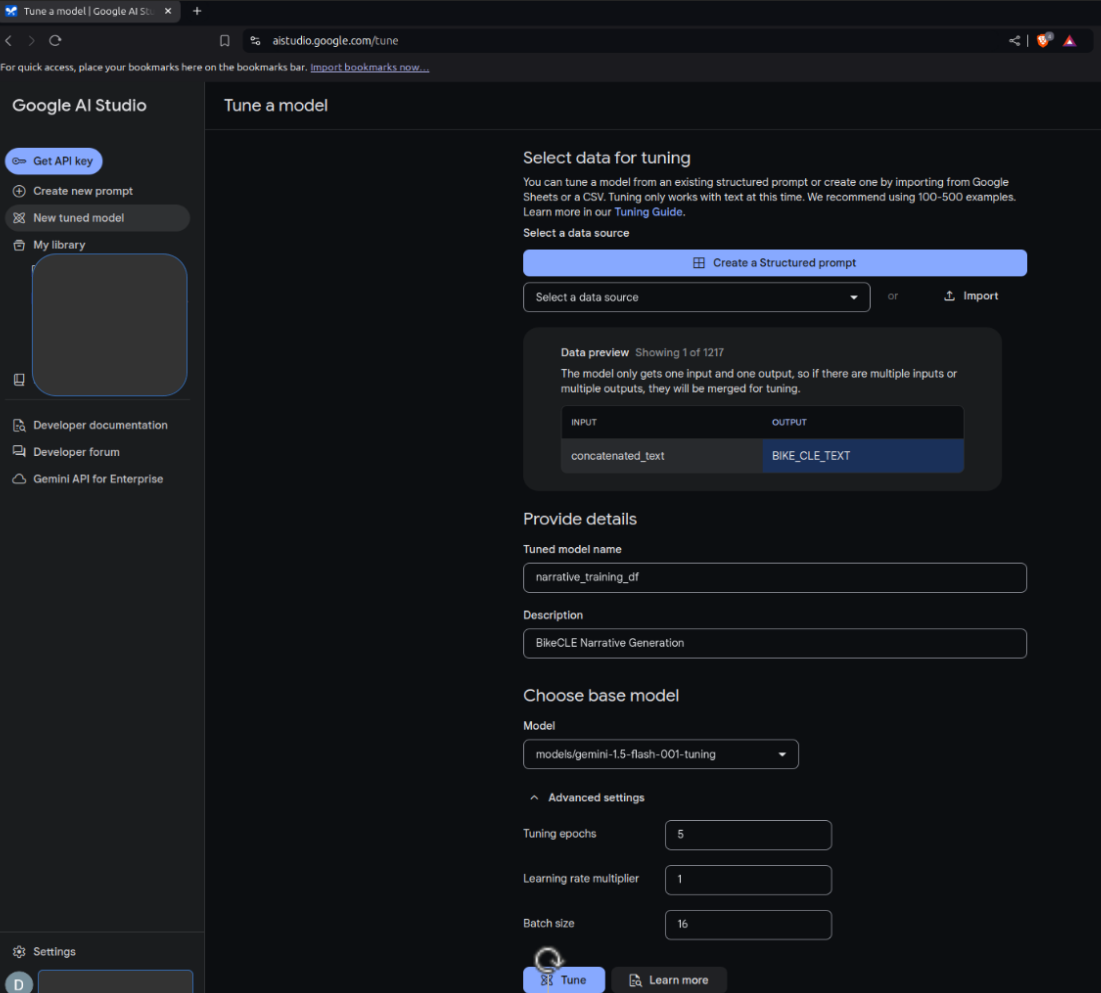 Tune a model | Google AI St
aistudio.google.com/tune
For quick access, place your bookmarks here on the bookmarks bar. Import bookmarks now...
Google AI Studio
Tune a model
Get API key
Create new prompt
New tuned model
My library
Developer documentation
Developer forum
Gemini API for Enterprise
Settings
D
Select data for tuning
You can tune a model from an existing structured prompt or create one by importing from Google
Sheets or a CSV. Tuning only works with text at this time. We recommend using 100-500 examples.
Learn more in our Tuning Guide.
Select a data source
Create a Structured prompt
Select a data source or Import
Data preview Showing 1 of 1217
The model only gets one input and one output, so if there are multiple inputs or
multiple outputs, they will be merged for tuning.
INPUT OUTPUT
concatenated_text BIKE_CLE_TEXT
Provide details
Tuned model name
narrative_training_df
Description
BikeCLE Narrative Generation
Choose base model
Model
models/gemini-1.5-flash-001-tuning
Advanced settings
Tuning epochs 5
Learning rate multiplier 1
Batch size 16
Tune Learn more